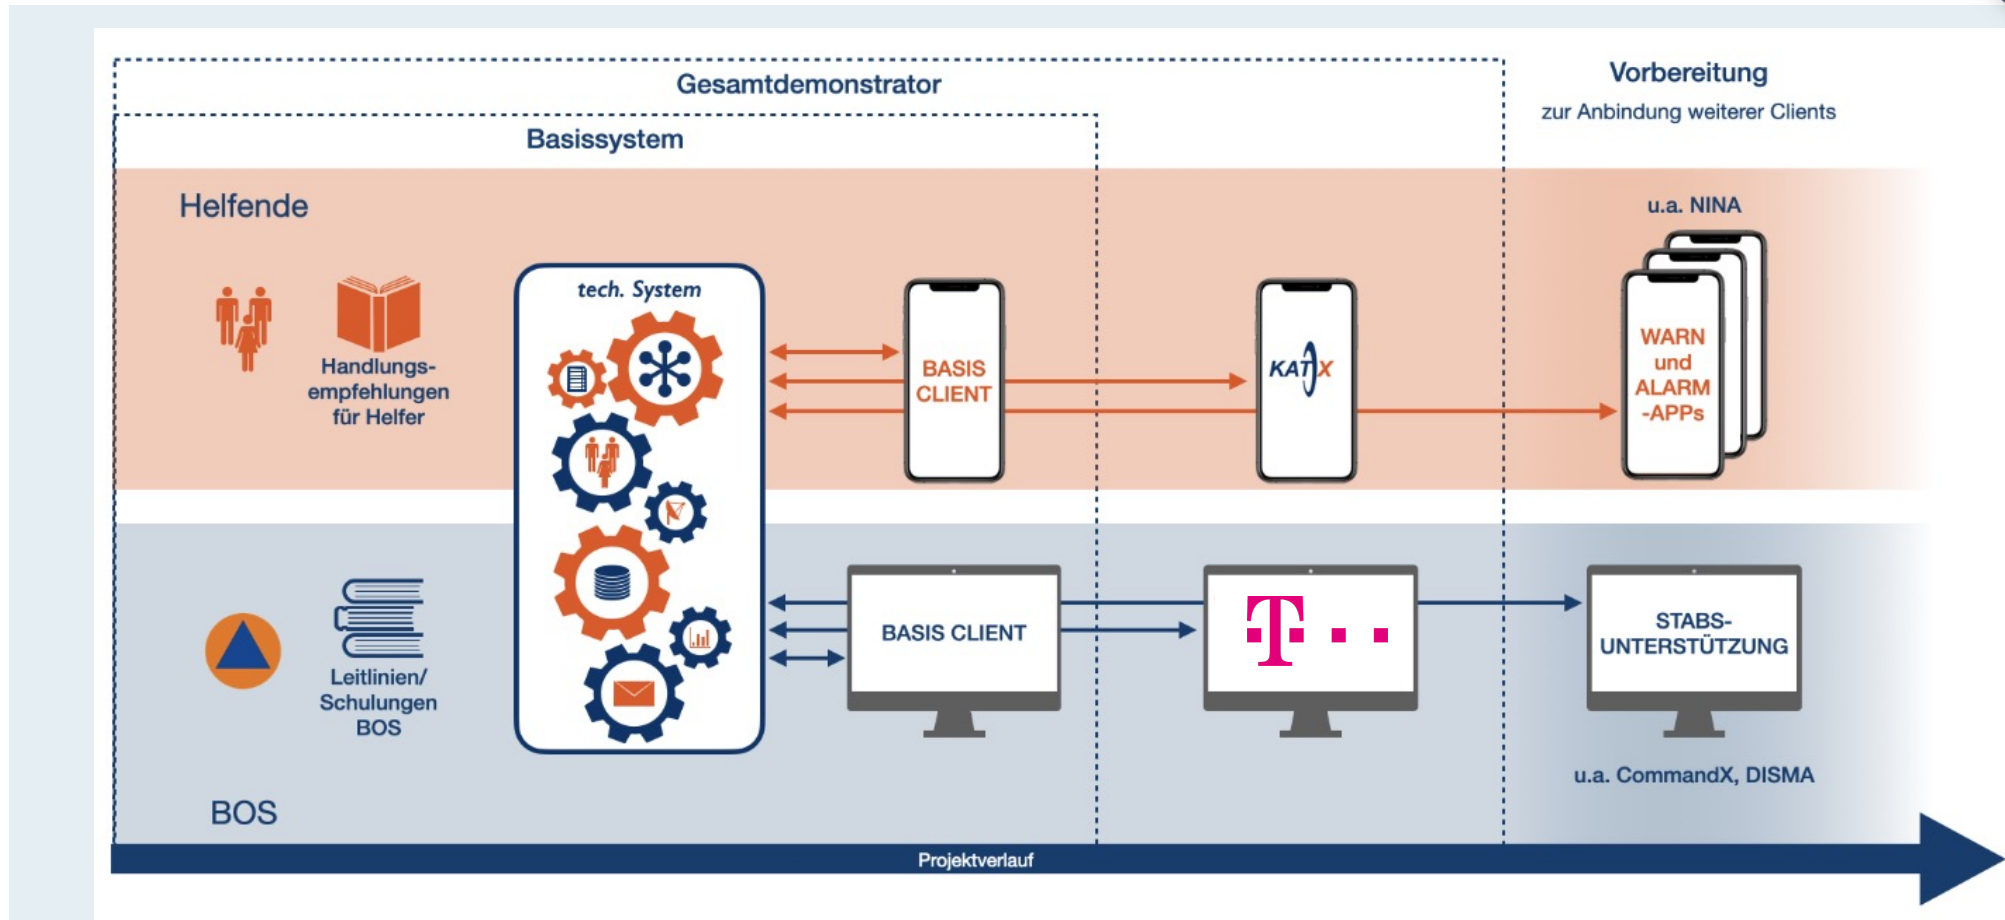 Gesamtdemonstrator
Vorbereitung
zur Anbindung weiterer Clients
Basissystem
Helfende
u.a. NINA
tech. System
Handlungs-
empfehlungen
für Helfer
BASIS
CLIENT
KAT X
WARN
und
ALARM
-APPs
Leitlinien/
Schulungen
BOS
BASIS CLIENT
T
STABS-
UNTERSTÜTZUNG
u.a. CommandX, DISMA
BOS
Projektverlauf